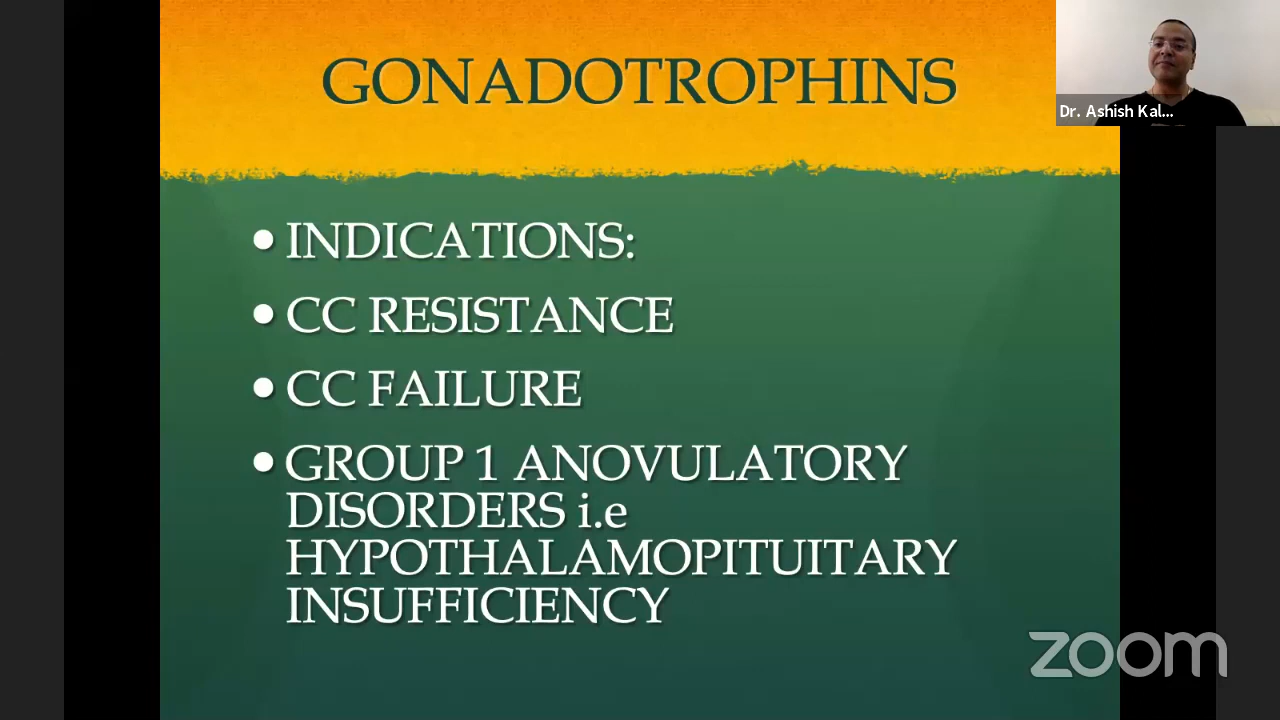 GONADOTROPHINS
Dr. Ashish Kal...
• INDICATIONS:
• CC RESISTANCE
• CC FAILURE
• GROUP 1 ANOVULATORY
DISORDERS i.e
HYPOTHALAMOPITUITARY
INSUFFICIENCY
zoom